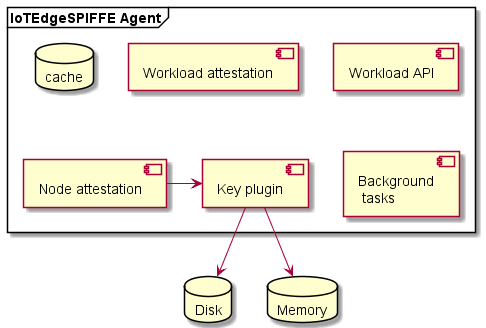 IoTEdgeSPIFFE Agent
cache
Workload attestation
Workload API
Node attestation
Key plugin
Background
tasks
Disk
Memory